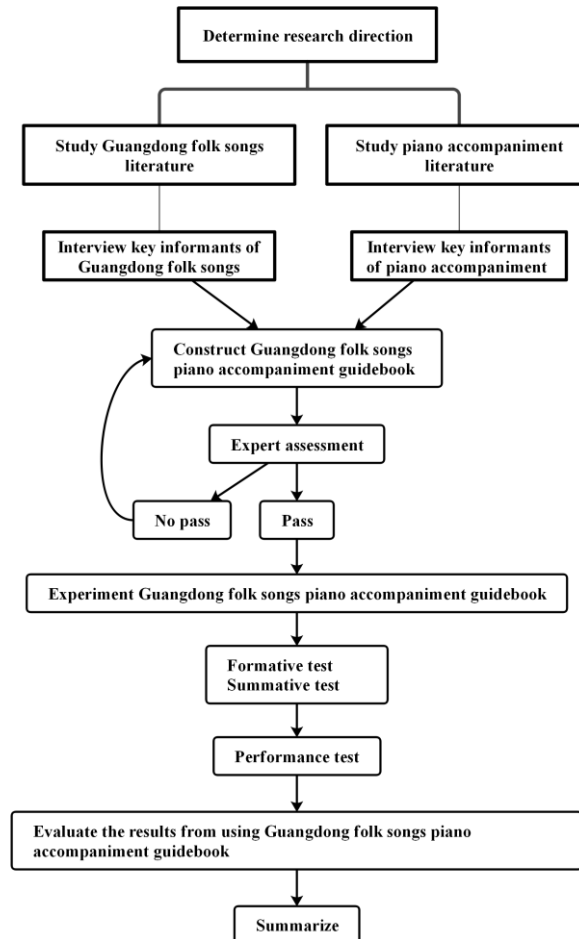 Determine research direction
Study Guangdong folk songs
literature
Study piano accompaniment
literature
Interview key informants of
Guangdong folk songs
Interview key informants
of piano accompaniment
Construct Guangdong folk songs
piano accompaniment guidebook
Expert assessment
No pass
Pass
Experiment Guangdong folk songs piano accompaniment guidebook
Formative test
Summative test
Performance test
Evaluate the results from using Guangdong folk songs piano
accompaniment guidebook
Summarize